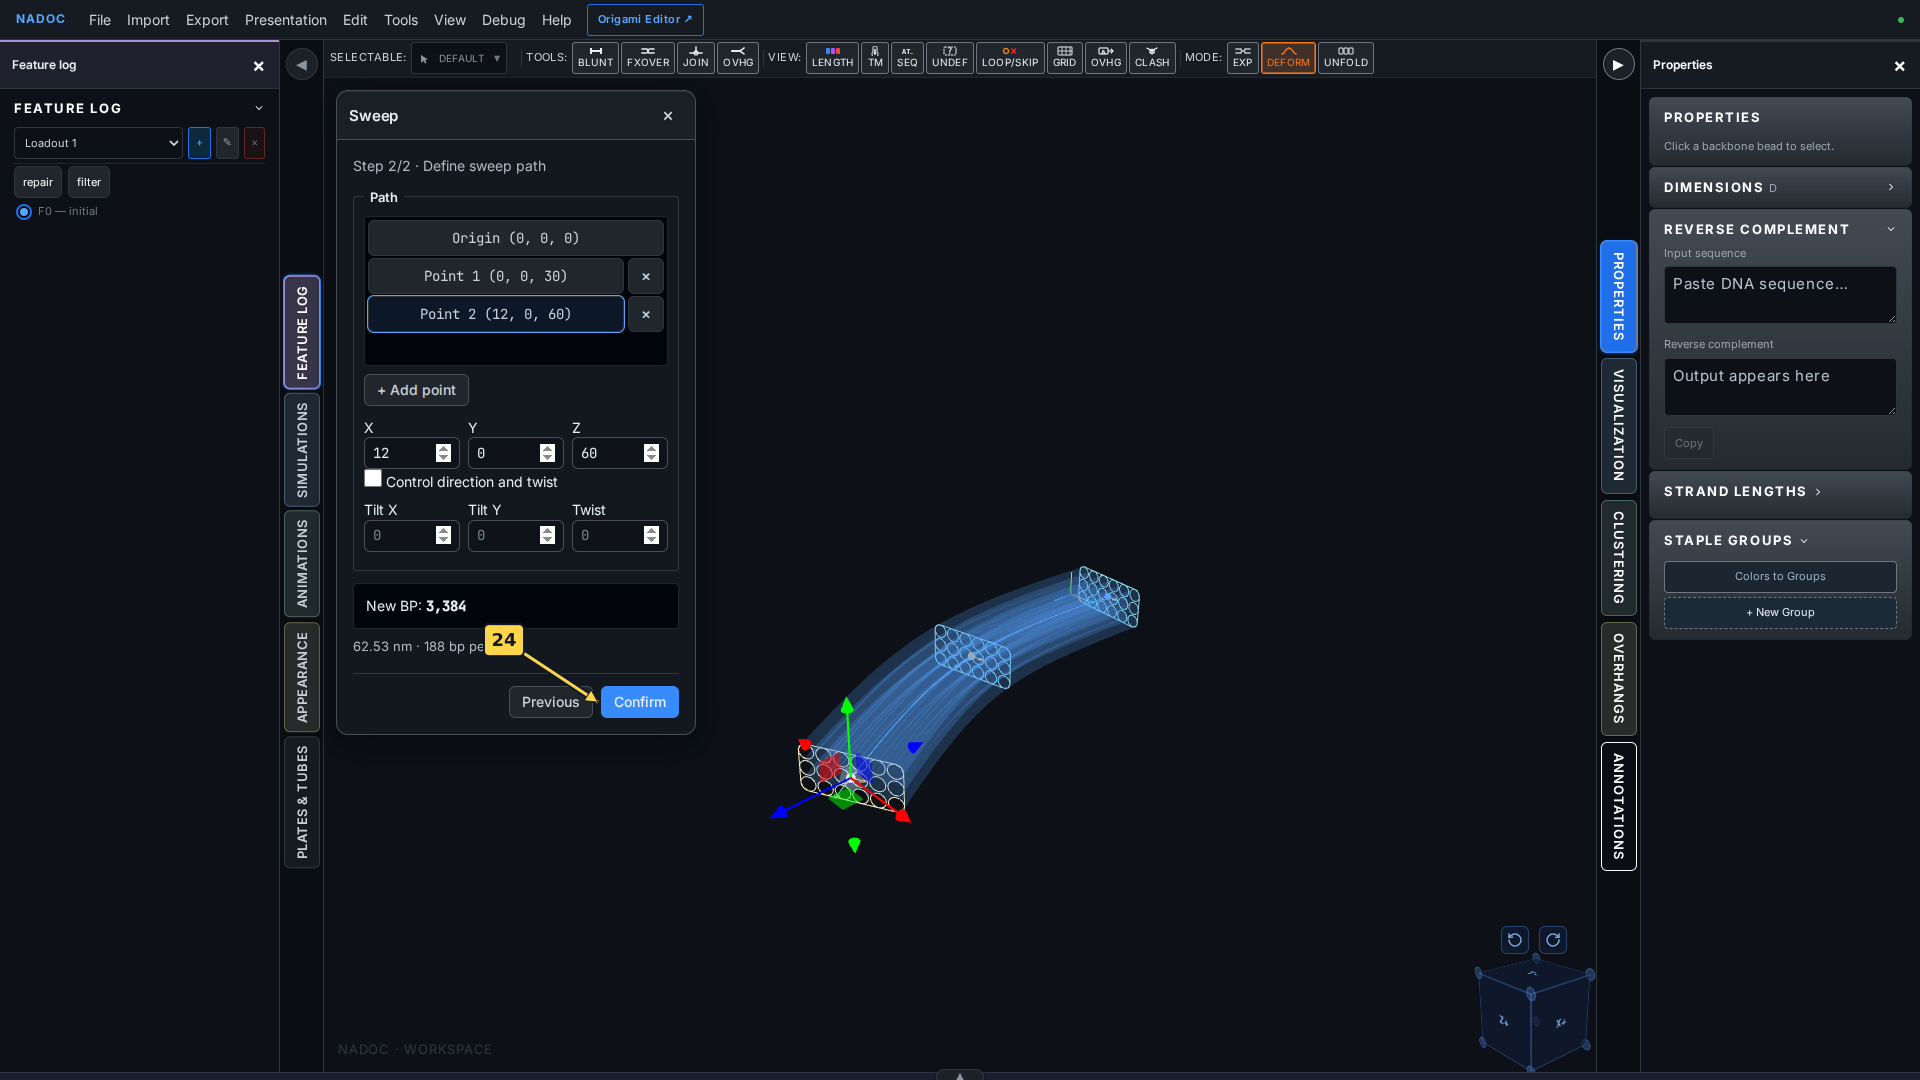 NADOC File Import Export Presentation Edit Tools View Debug Help Origami Editor ↗
Feature log ×
FEATURE LOG
Loadout 1 + ✎ ×
repair filter
F0 — initial
FEATURE LOG
SIMULATIONS
ANIMATIONS
APPEARANCE
PLATES & TUBES
SELECTABLE: DEFAULT ▾ TOOLS: BLUNT FXOVER JOIN OVHG VIEW: LENGTH TM SEQ UNDEF LOOP/SKIP GRID OVHG CLASH MODE: EXP DEFORM UNFOLD
Sweep ×
Step 2/2 · Define sweep path
Path
Origin (0, 0, 0)
Point 1 (0, 0, 30) ×
Point 2 (12, 0, 60) ×
+ Add point
X Y Z
12 0 60
Control direction and twist
Tilt X Tilt Y Twist
0 0 0
New BP: 3,384
62.53 nm · 188 bp
24
Previous Confirm
NADOC · WORKSPACE
Z+ X+
PROPERTIES
VISUALIZATION
CLUSTERING
OVERHANGS
ANNOTATIONS
Properties ×
PROPERTIES
Click a backbone bead to select.
DIMENSIONS D
REVERSE COMPLEMENT
Input sequence
Paste DNA sequence...
Reverse complement
Output appears here
Copy
STRAND LENGTHS
STAPLE GROUPS
Colors to Groups
+ New Group